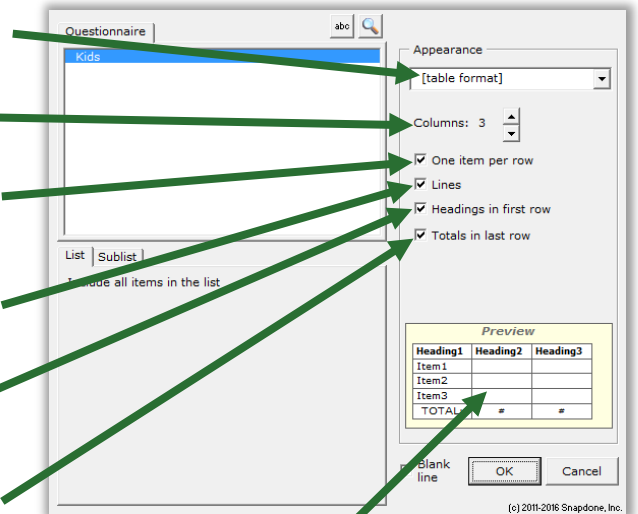 Questionnaire
abc
Kids
Appearance
[table format]
Columns: 3
One item per row
Lines
Headings in first row
Totals in last row
List Sublist
Include all items in the list
Preview
Heading1 Heading2 Heading3
Item1
Item2
Item3
TOTAL: # #
Blank line
OK
Cancel
(c) 2011-2016 Snapdone, Inc.